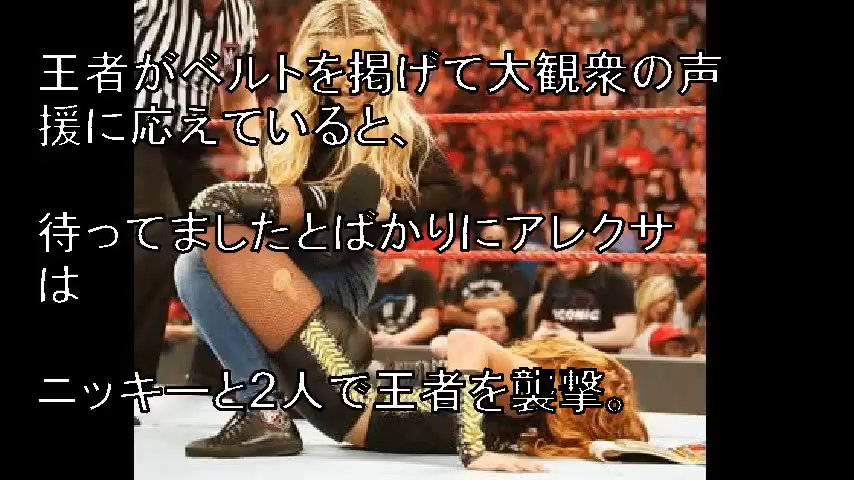 王者がベルトを掲げて大観衆の声
援に応えていると、
待ってましたとばかりにアレクサ
は
ニッキーと2人で王者を襲撃。
ICONIC